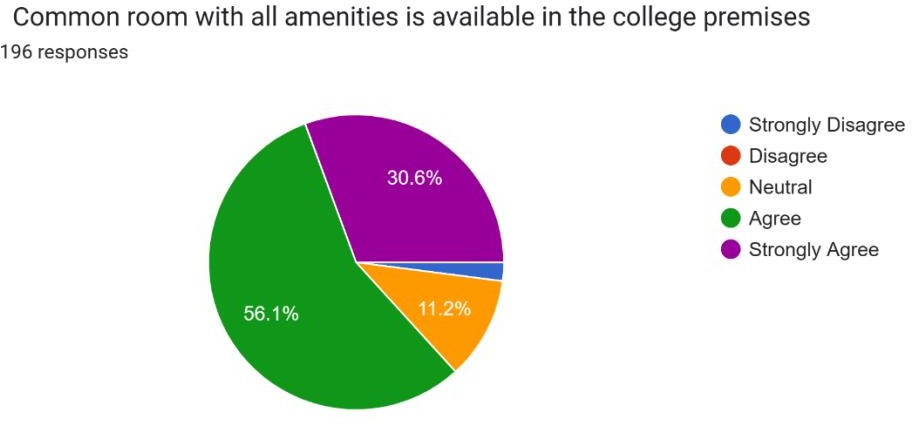 Common room with all amenities is available in the college premises
196 responses
30.6%
56.1%
11.2%
Strongly Disagree
Disagree
Neutral
Agree
Strongly Agree